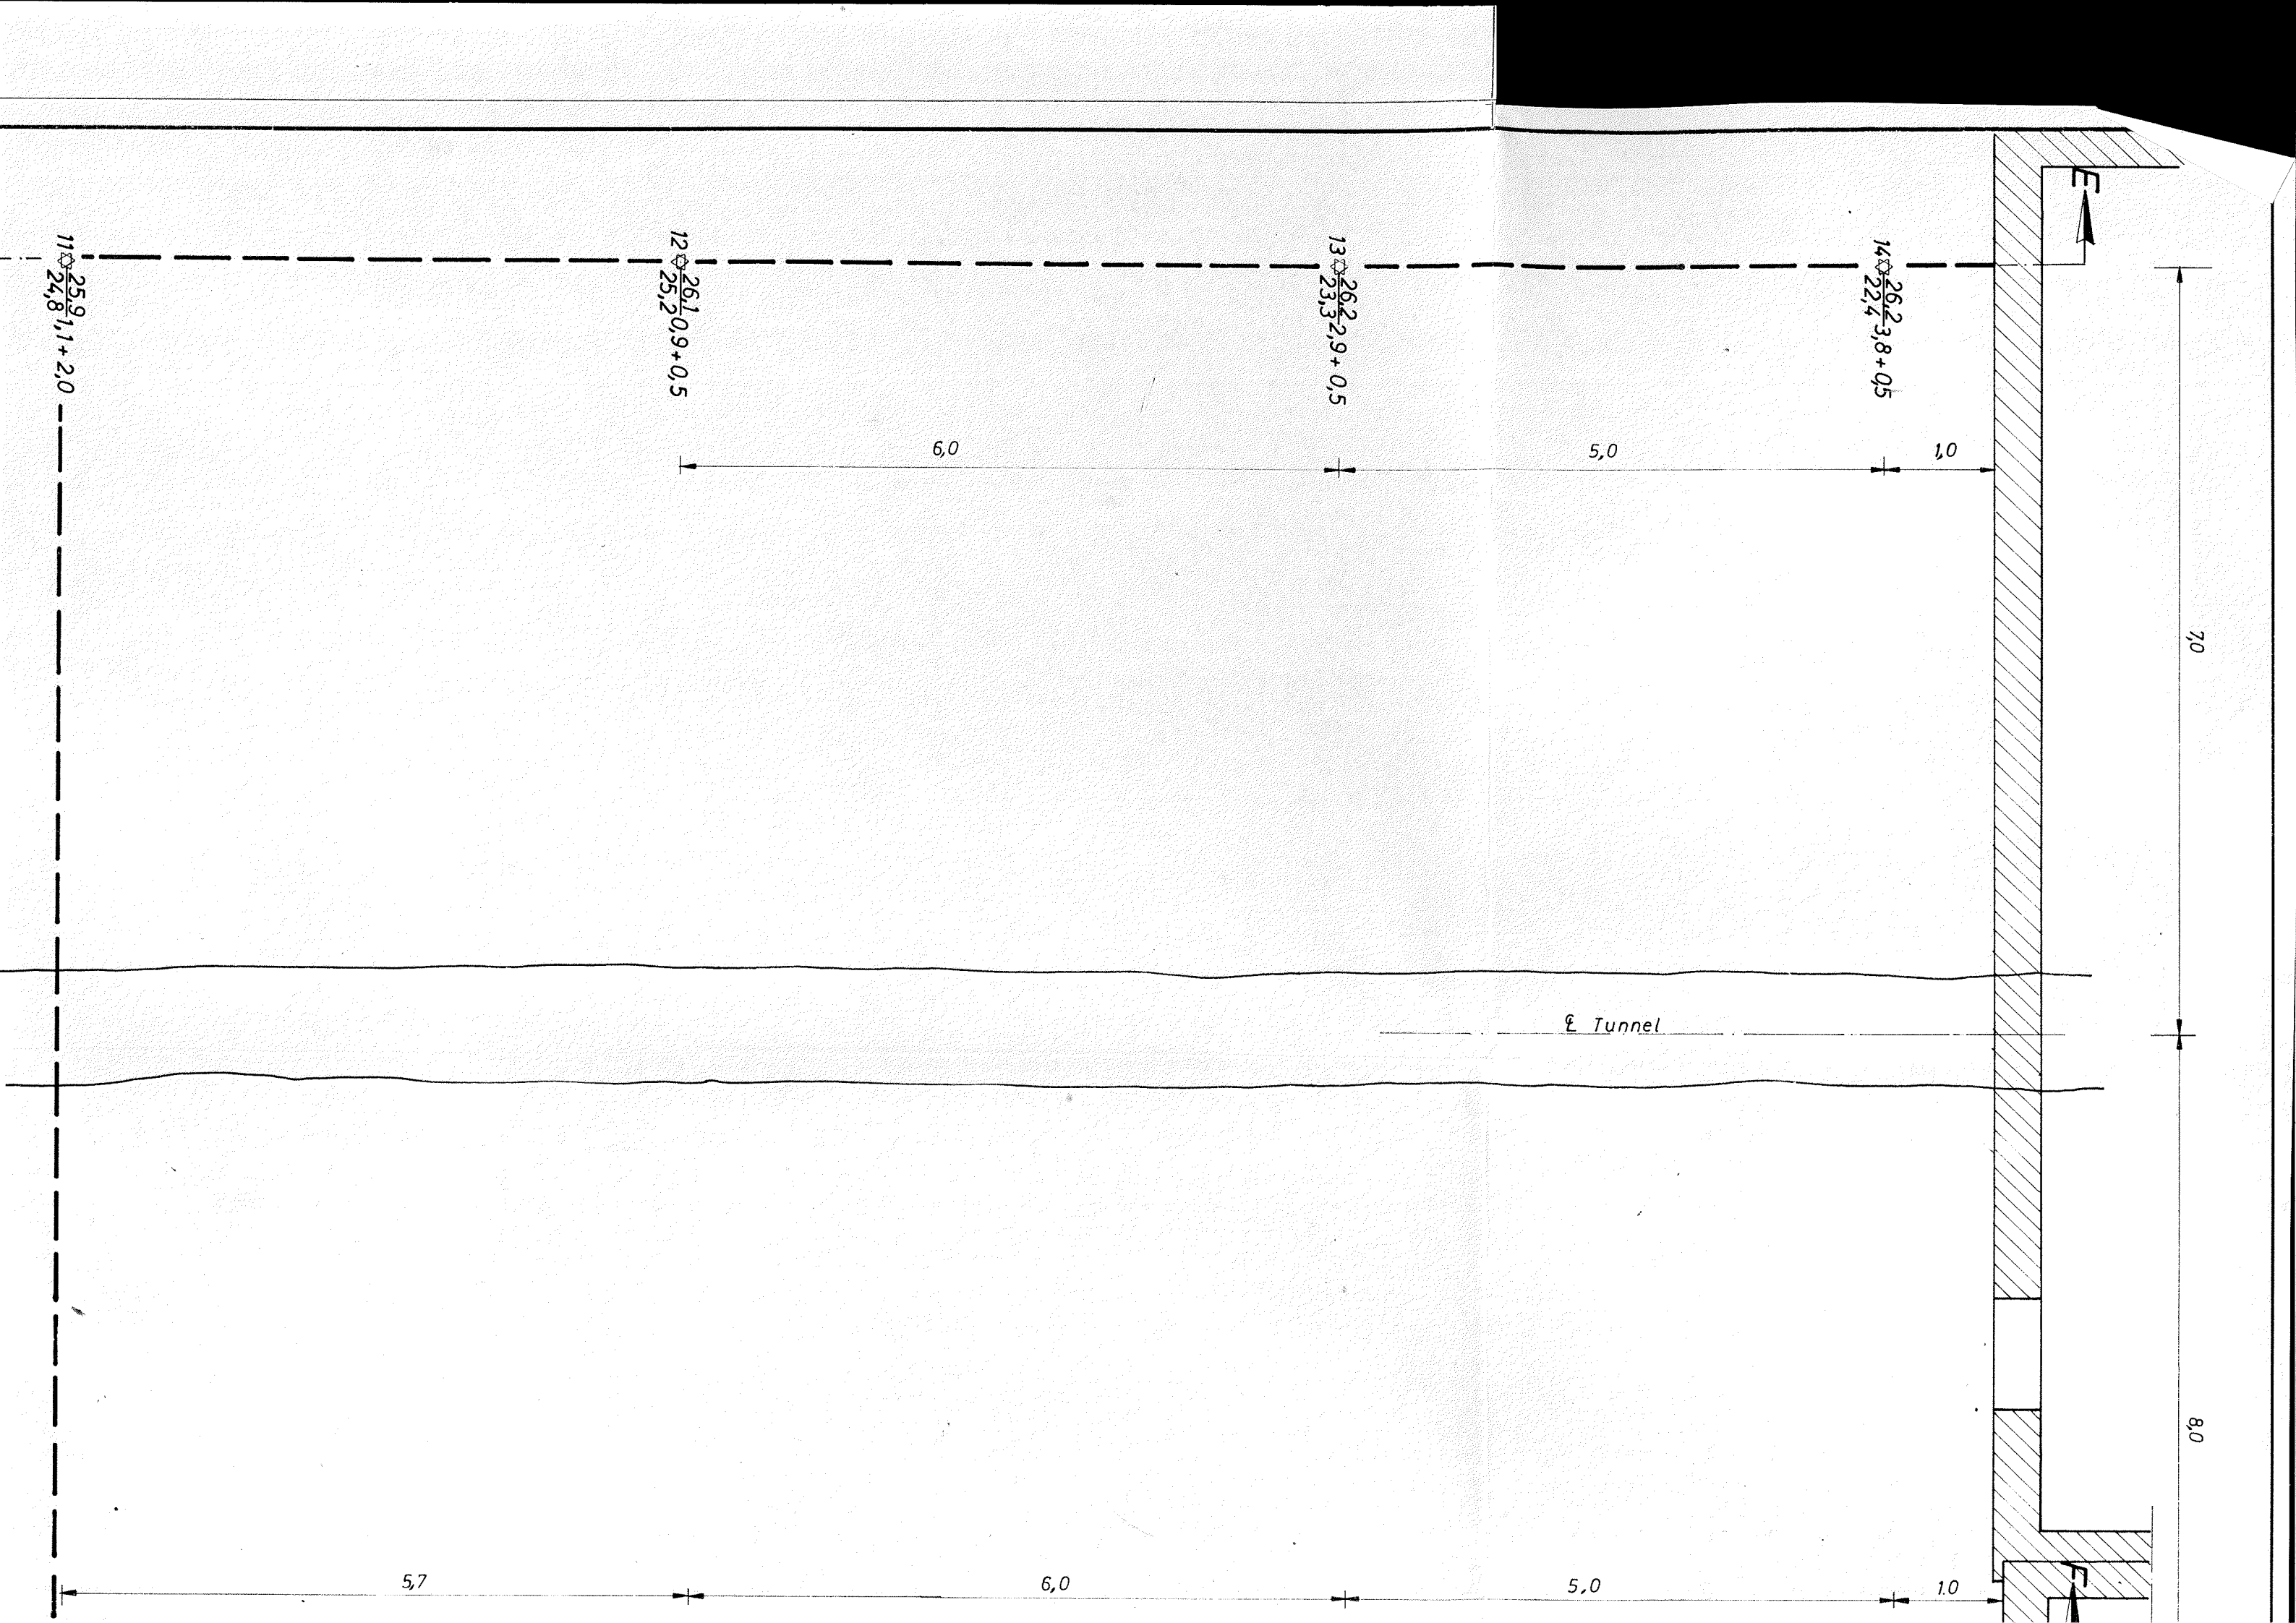 E
11 25,9 24,8 1,1 + 2,0
12 26,1 25,2 0,9 + 0,5
13 26,2 23,3 2,9 + 0,5
14 26,2 22,4 3,8 + 0,5
6,0
5,0
1,0
7,0
℄ Tunnel
8,0
5,7
6,0
5,0
1.0